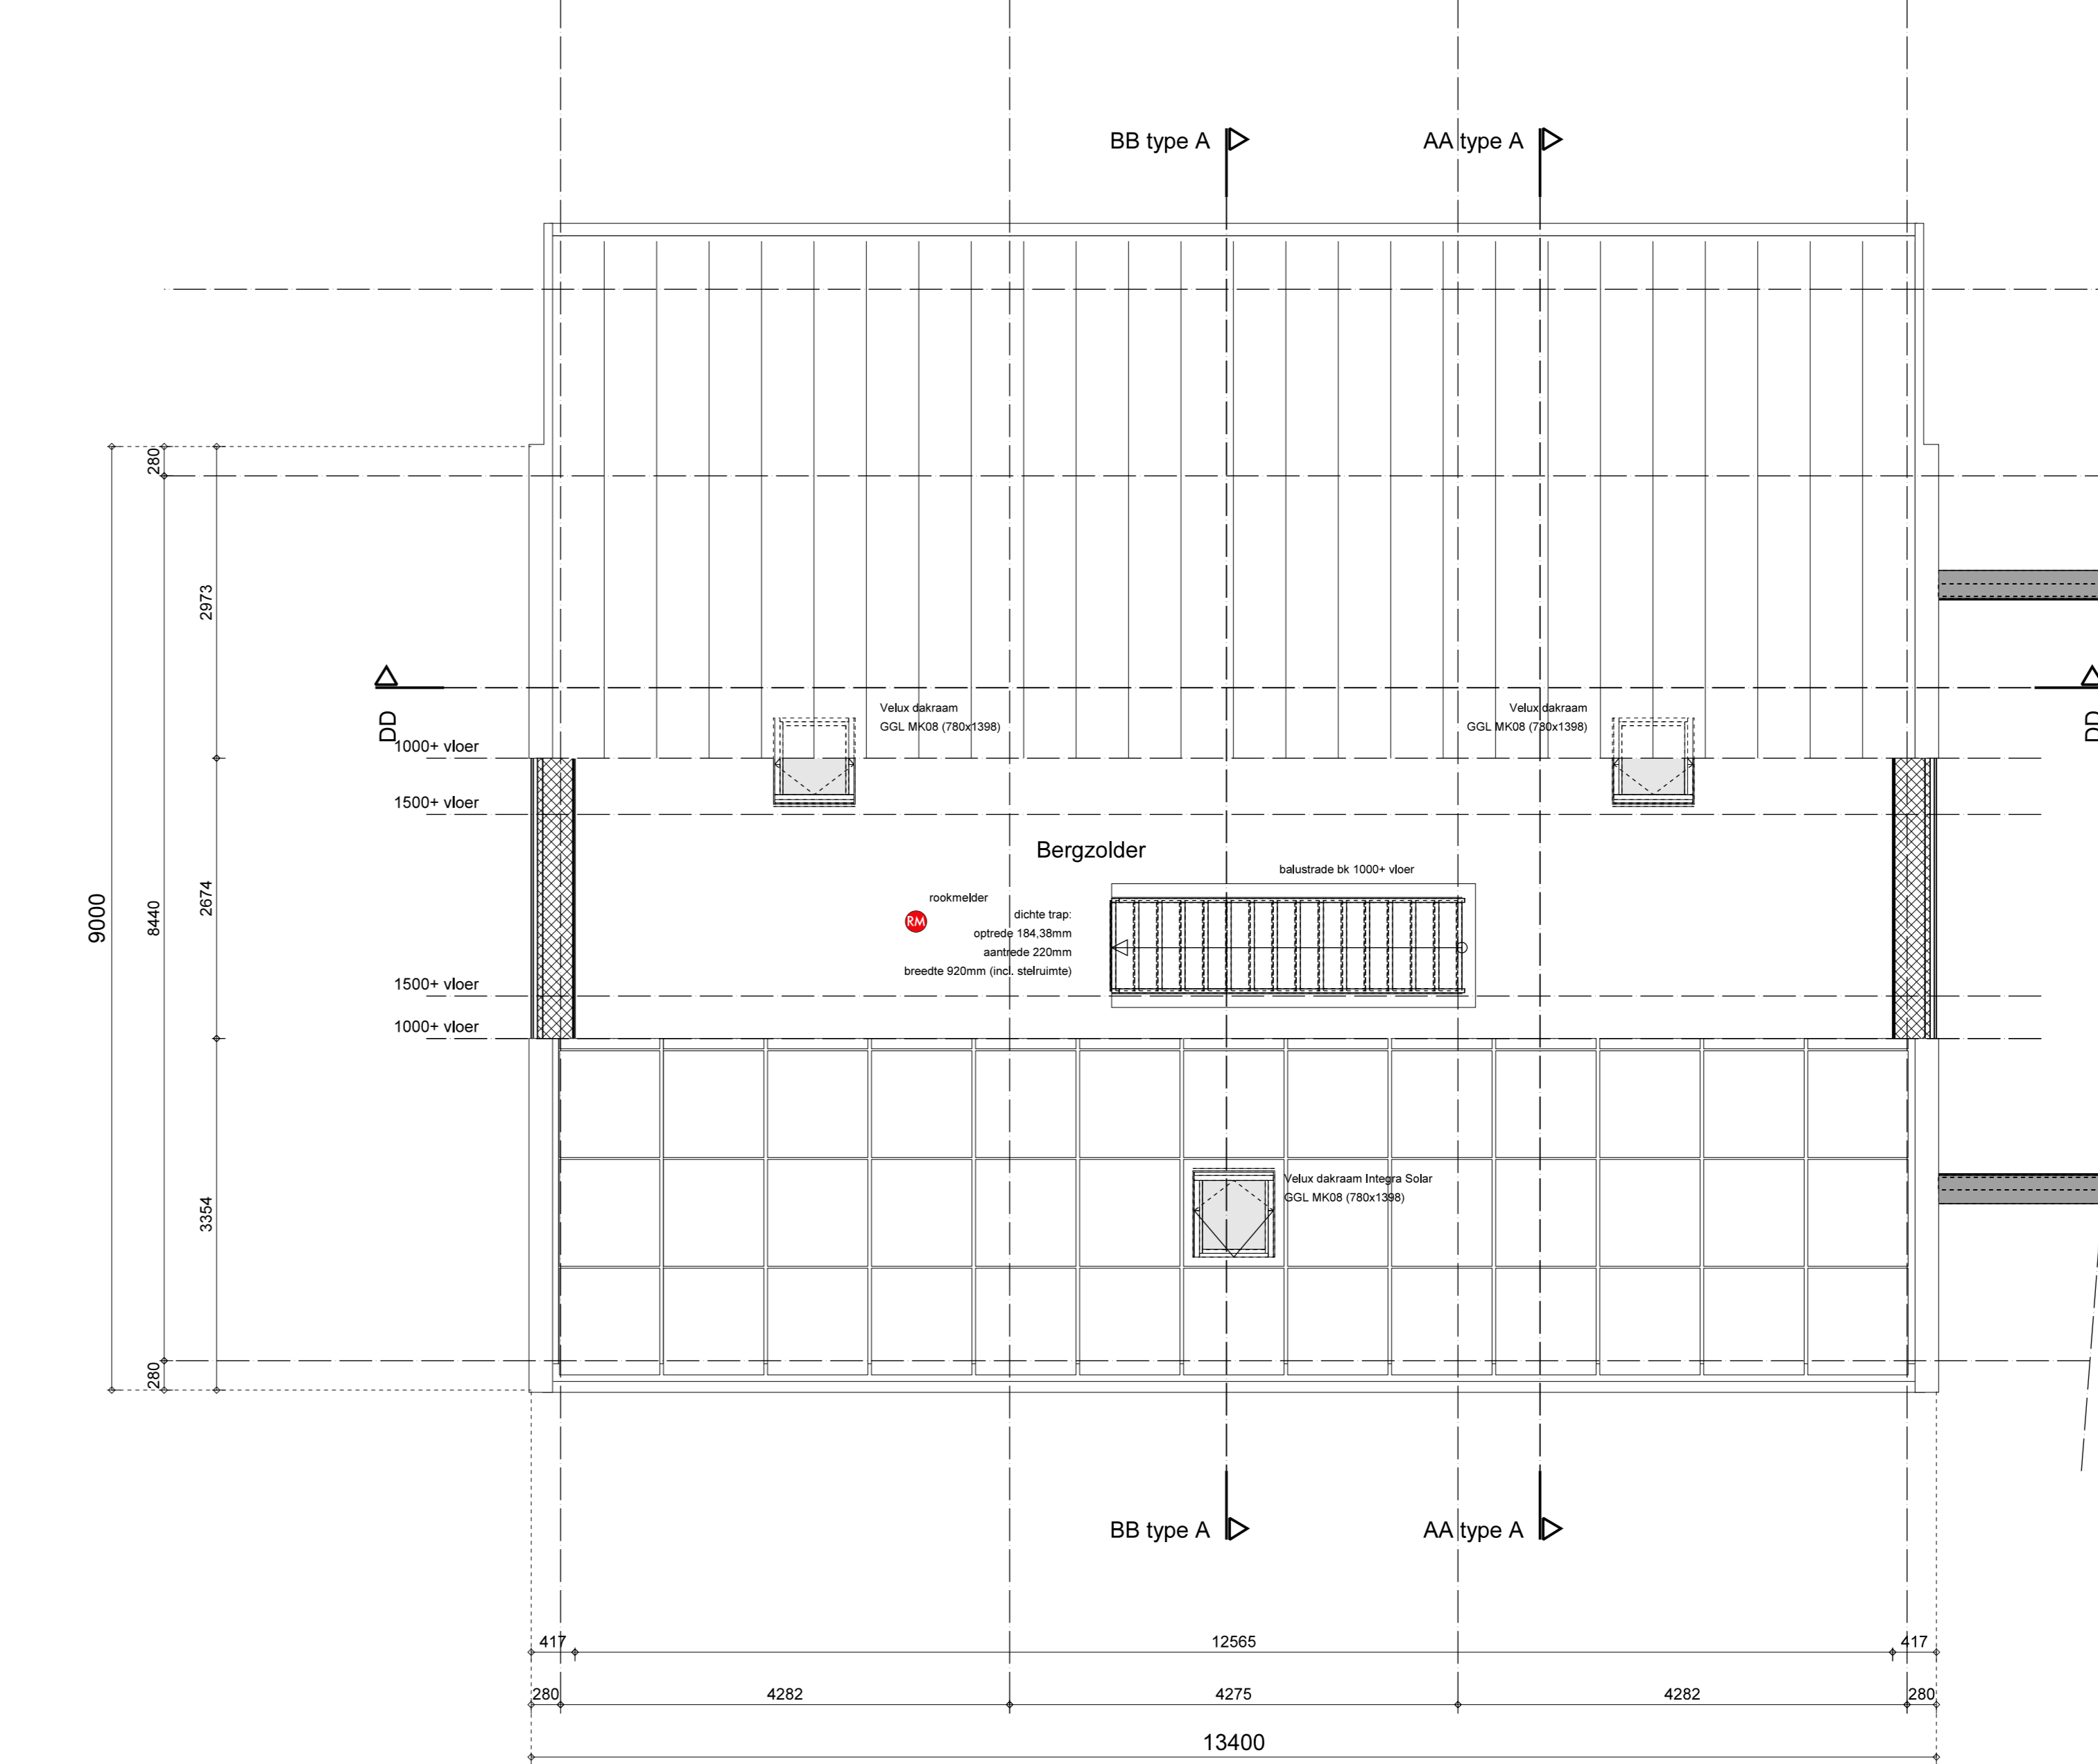 BB type A
AA type A
280
2973
DD
DD
Velux dakraam
GGL MK08 (780x1398)
Velux dakraam
GGL MK08 (780x1398)
1000+ vloer
1500+ vloer
Bergzolder
balustrade bk 1000+ vloer
rookmelder
RM
dichte trap:
optrede 184,38mm
aantrede 220mm
breedte 920mm (incl. stelruimte)
9000
8440
2674
1500+ vloer
1000+ vloer
Velux dakraam Integra Solar
GGL MK08 (780x1398)
3354
280
BB type A
AA type A
417
12565
417
280
4282
4275
4282
280
13400